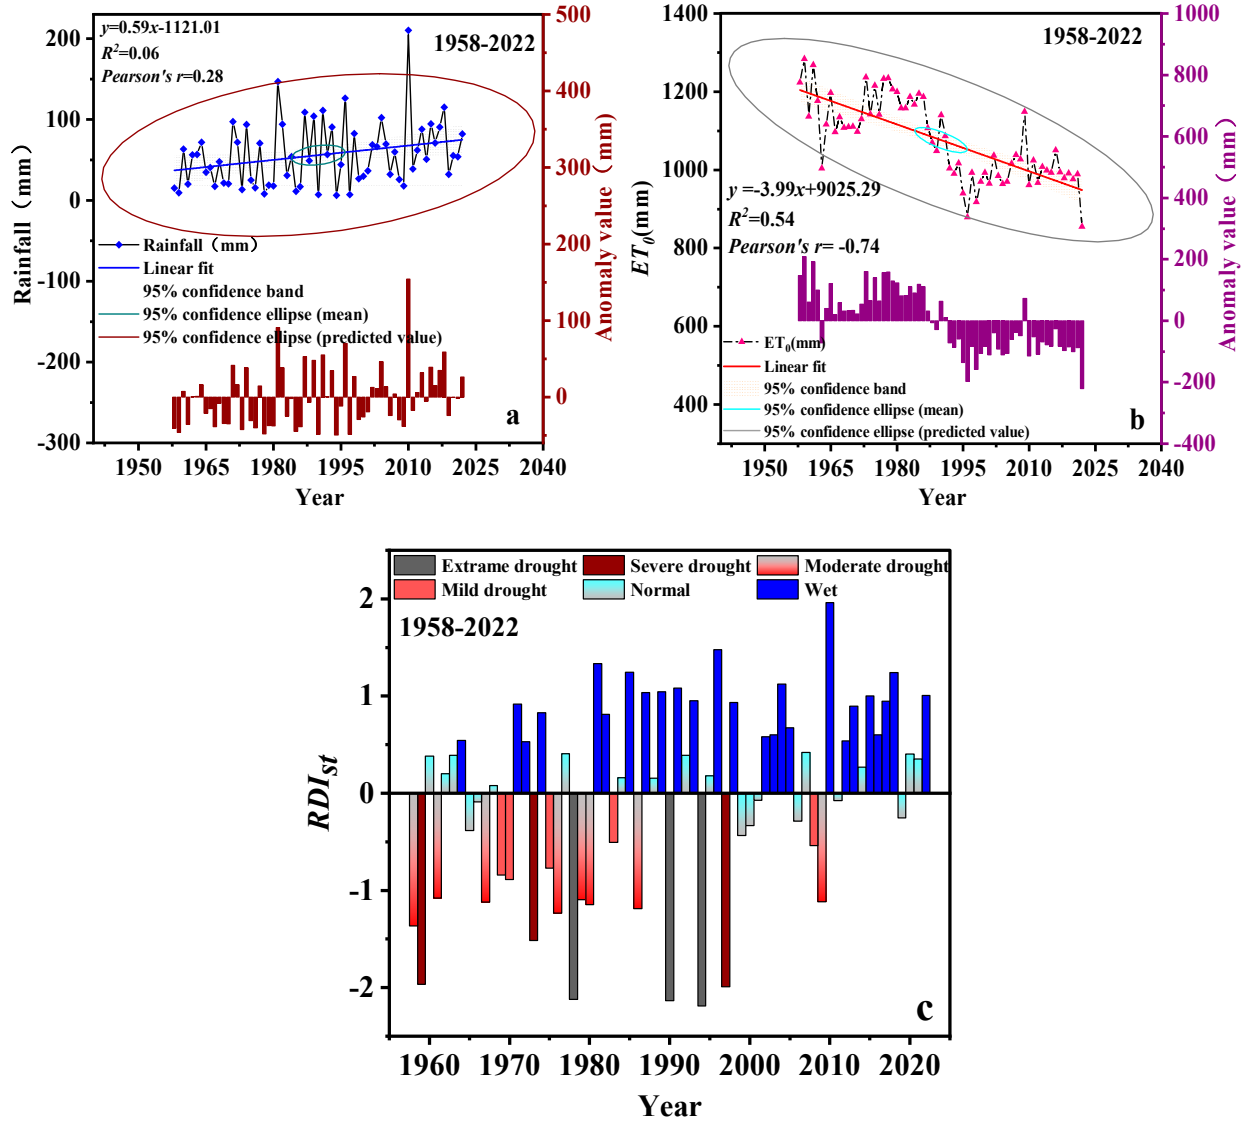 y=0.59x-1121.01
R²=0.06
Pearson's r=0.28
1958-2022
200
100
0
-100
-200
-300
Rainfall（mm）
500
400
300
200
100
0
Anomaly value（mm）
Rainfall（mm）
Linear fit
95% confidence band
95% confidence ellipse (mean)
95% confidence ellipse (predicted value)
a
1950 1965 1980 1995 2010 2025 2040
Year
1400
1200
1000
800
600
400
ET₀(mm)
1958-2022
1000
800
600
400
200
0
-200
-400
Anomaly value（mm）
y =-3.99x+9025.29
R²=0.54
Pearson's r= -0.74
ET₀(mm)
Linear fit
95% confidence band
95% confidence ellipse (mean)
95% confidence ellipse (predicted value)
b
1950 1965 1980 1995 2010 2025 2040
Year
Extrame drought Severe drought Moderate drought
Mild drought Normal Wet
1958-2022
2
1
0
-1
-2
RDIst
c
1960 1970 1980 1990 2000 2010 2020
Year